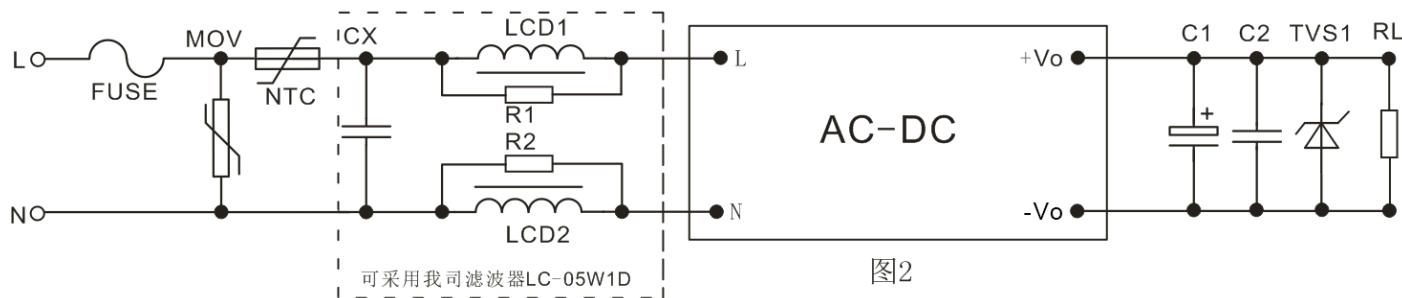 MOV
CX
LCD1
C1
C2
TVS1
RL
L
L
+Vo
FUSE
NTC
R1
AC-DC
+
R2
N
N
-Vo
LCD2
可采用我司滤波器LC-05W1D
图2